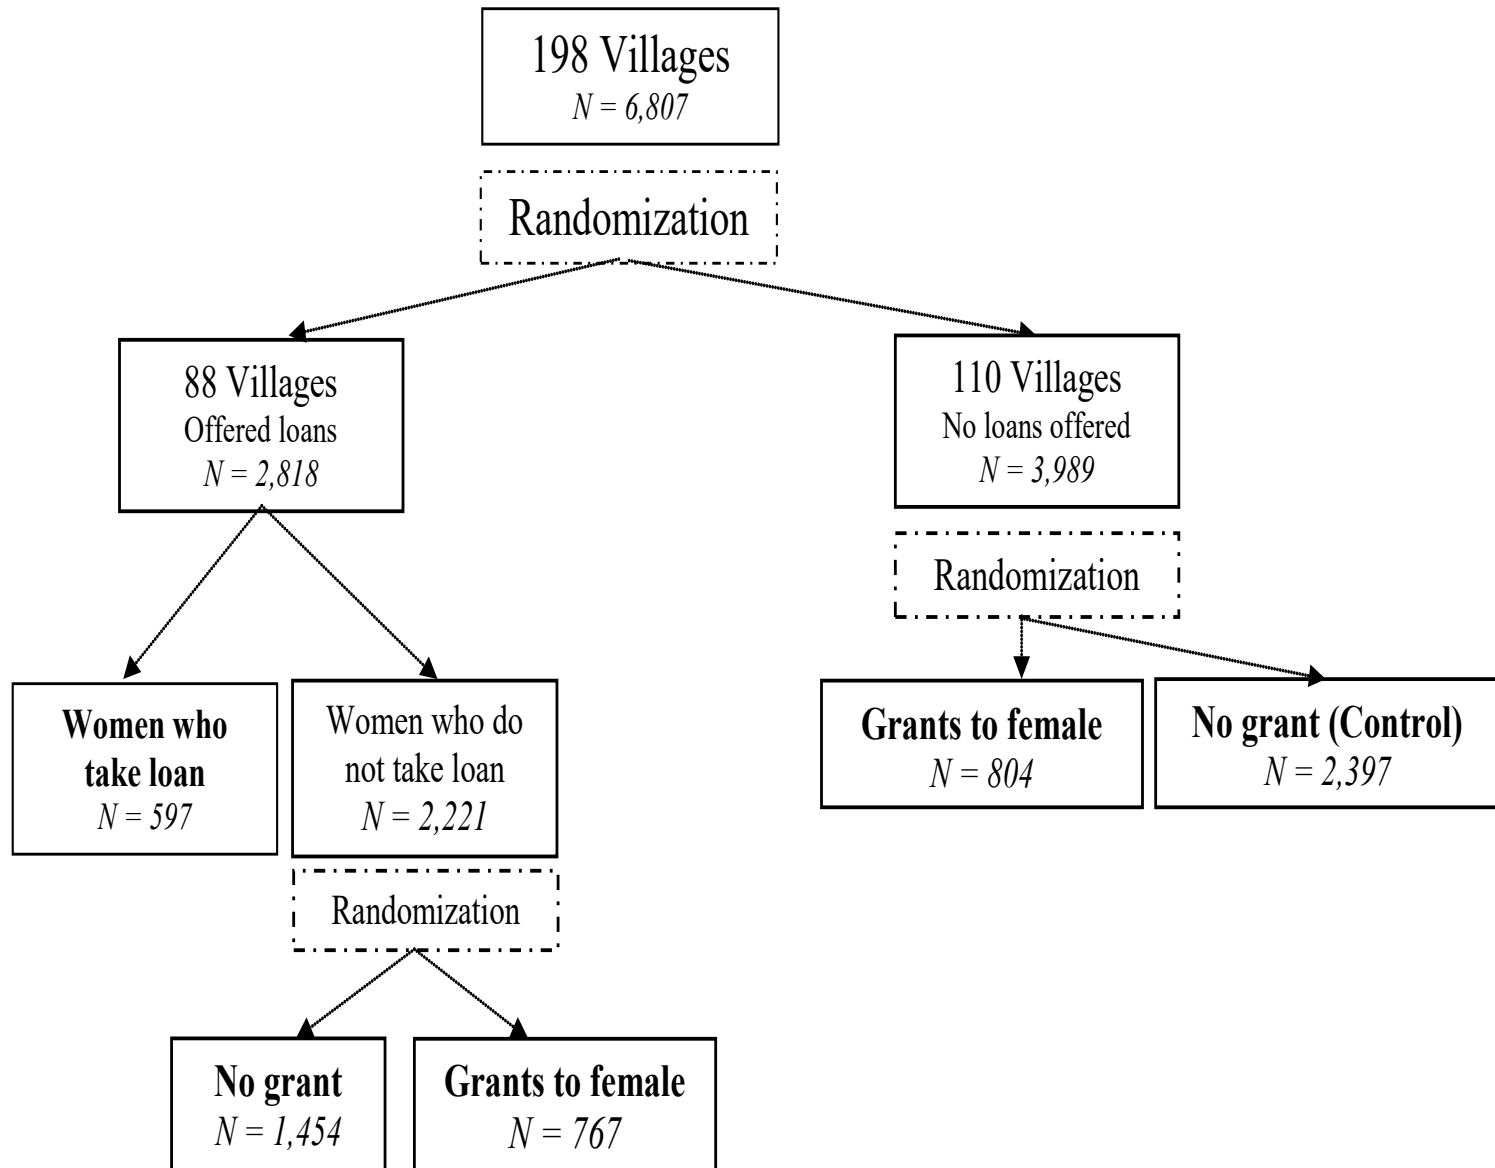 198 Villages
N = 6,807
Randomization
88 Villages
Offered loans
N = 2,818
110 Villages
No loans offered
N = 3,989
Randomization
Women who
take loan
N = 597
Women who do
not take loan
N = 2,221
Grants to female
N = 804
No grant (Control)
N = 2,397
Randomization
No grant
N = 1,454
Grants to female
N = 767